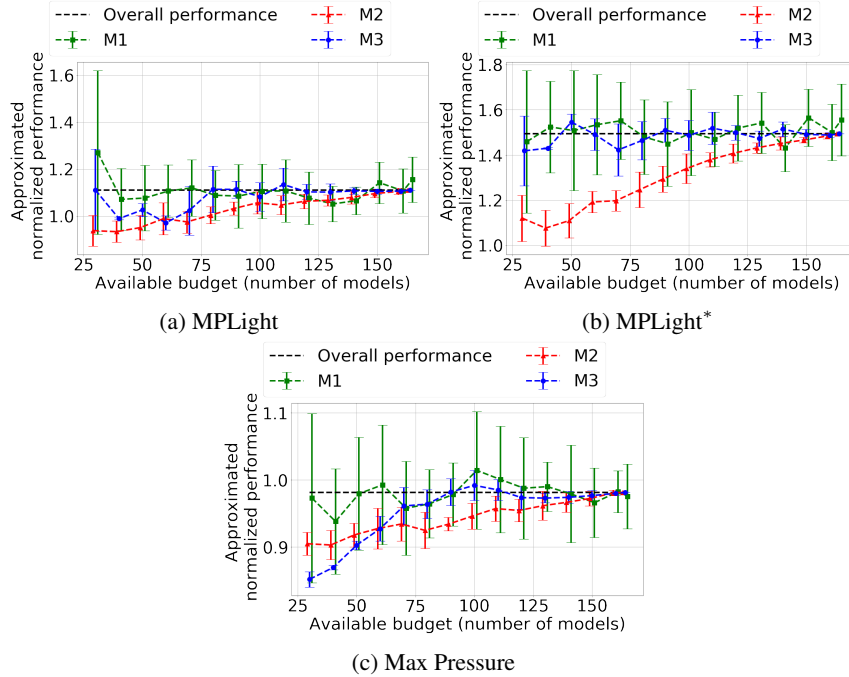 Overall performance
M2
M1
M3
Approximated
normalized performance
1.6
1.4
1.2
1.0
25 50 75 100 125 150
Available budget (number of models)
(a) MPLight
Overall performance
M2
M1
M3
Approximated
normalized performance
1.8
1.6
1.4
1.2
1.0
25 50 75 100 125 150
Available budget (number of models)
(b) MPLight*
Overall performance
M2
M1
M3
Approximated
normalized performance
1.1
1.0
0.9
25 50 75 100 125 150
Available budget (number of models)
(c) Max Pressure